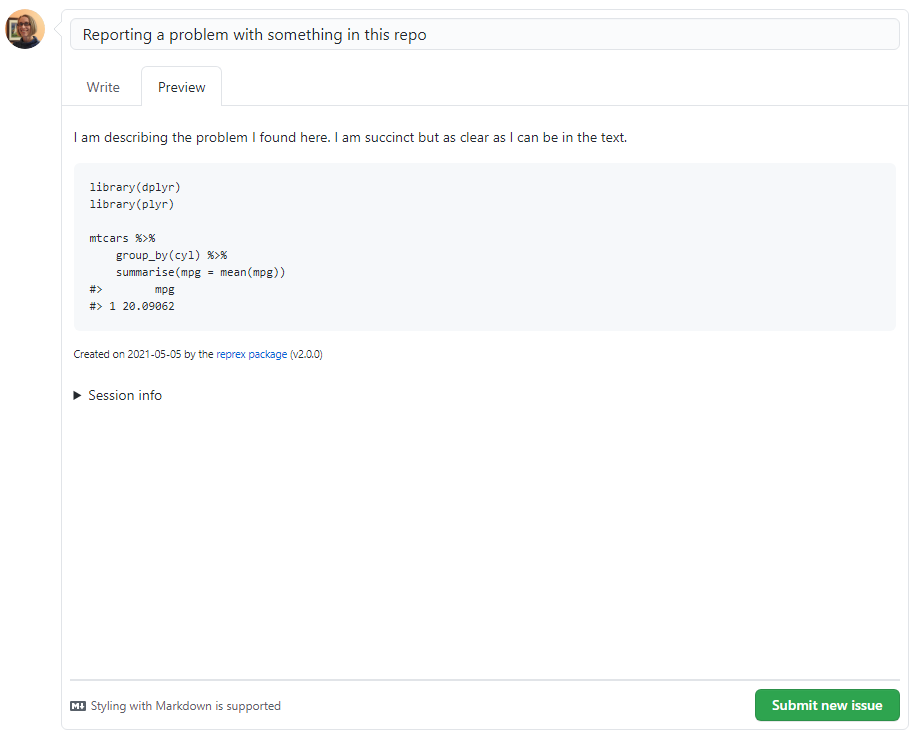 Reporting a problem with something in this repo
Write
Preview
I am describing the problem I found here. I am succinct but as clear as I can be in the text.
library(dplyr)
library(plyr)
mtcars %>%
    group_by(cyl) %>%
    summarise(mpg = mean(mpg))
#>        mpg
#> 1 20.09062
Created on 2021-05-05 by the reprex package (v2.0.0)
Session info
Styling with Markdown is supported
Submit new issue